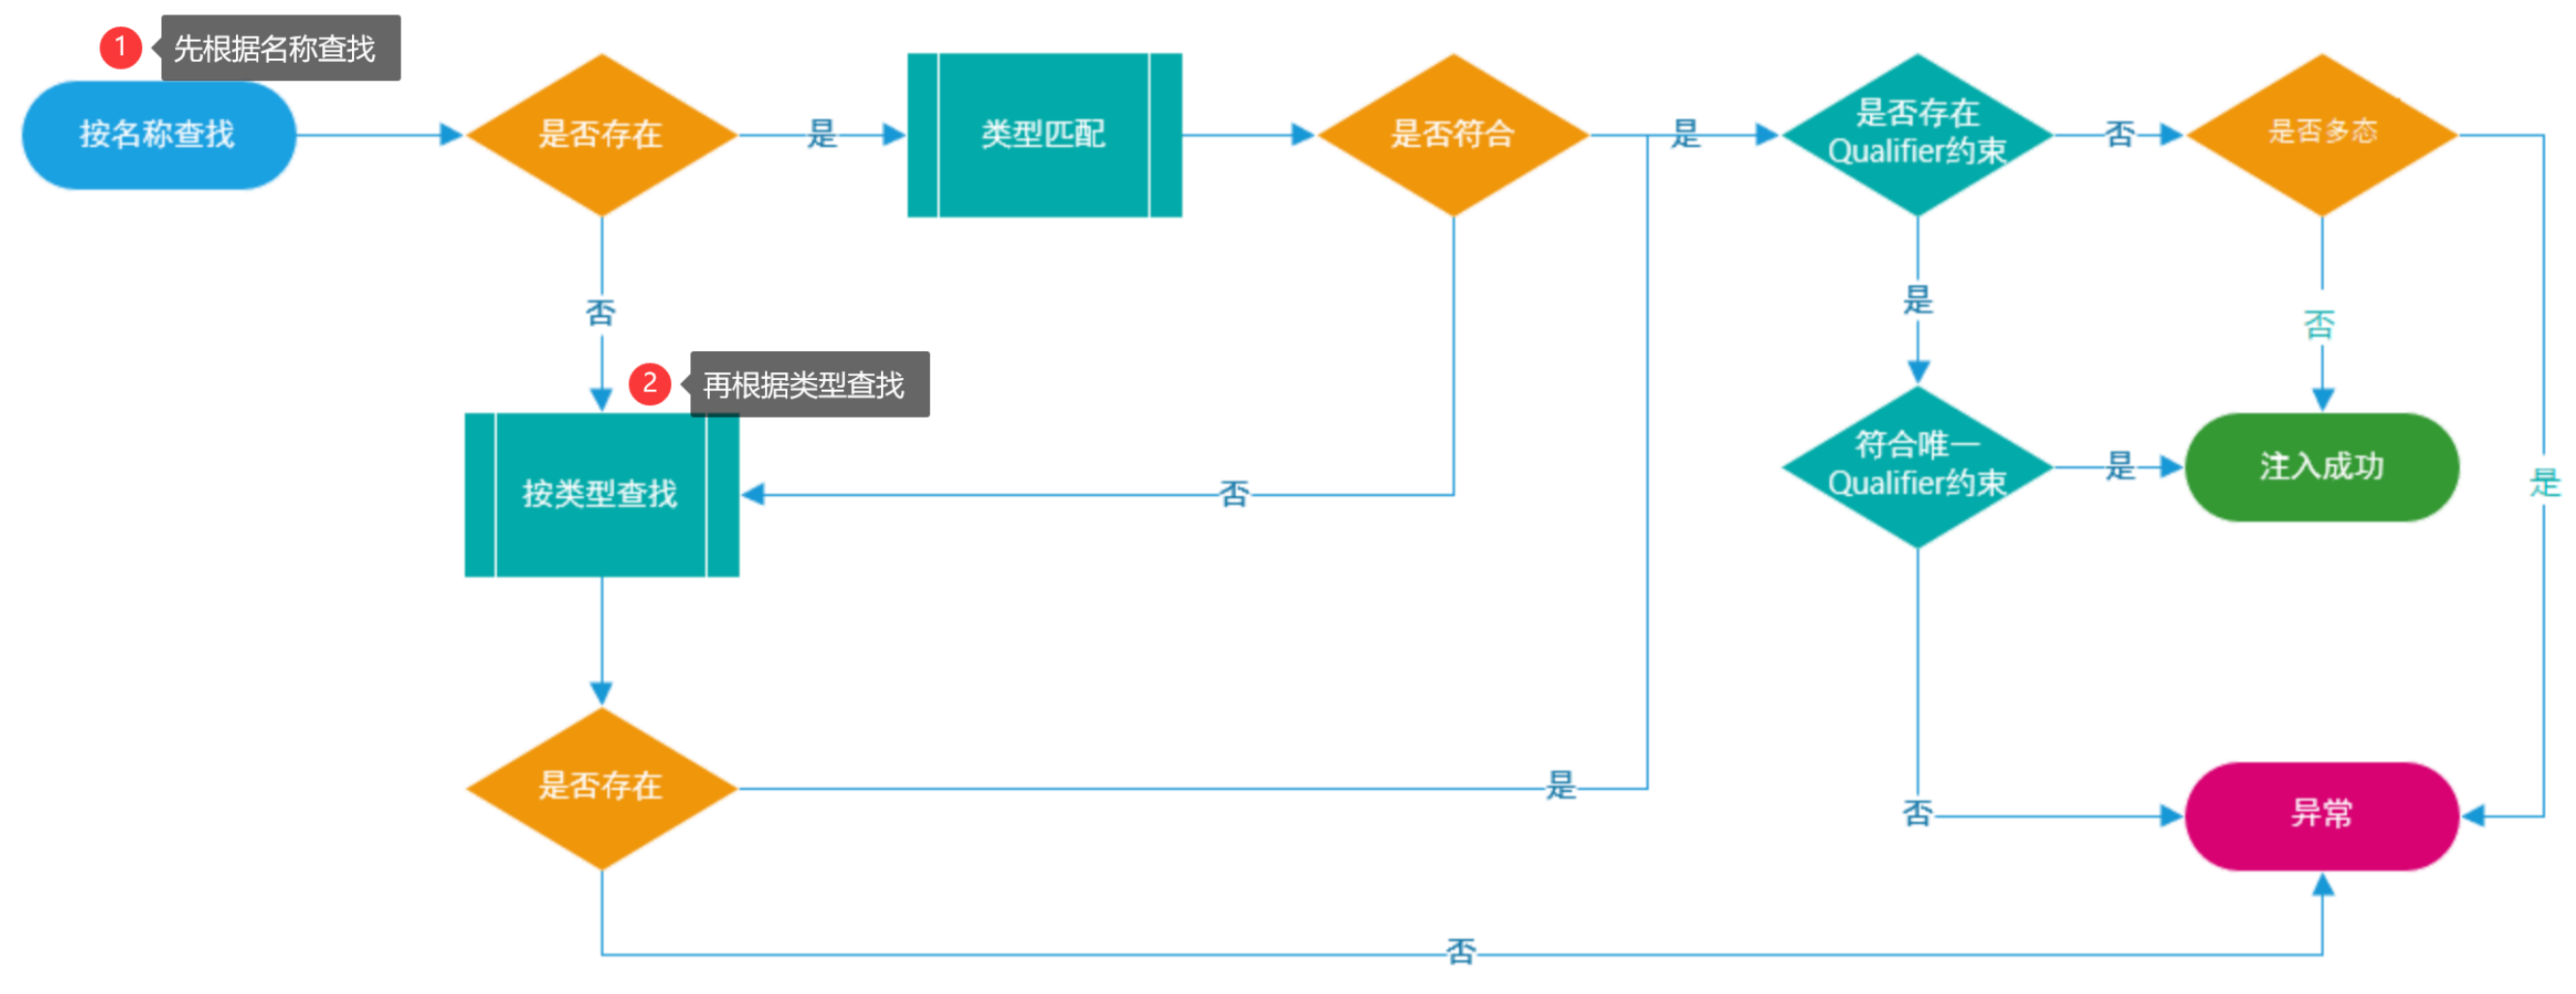 1
先根据名称查找
按名称查找
是否存在
是
类型匹配
是否符合
是
是否存在
Qualifier约束
否
是否多态
否
是
否
2
再根据类型查找
按类型查找
否
符合唯一
Qualifier约束
是
注入成功
是
是否存在
是
否
异常
否